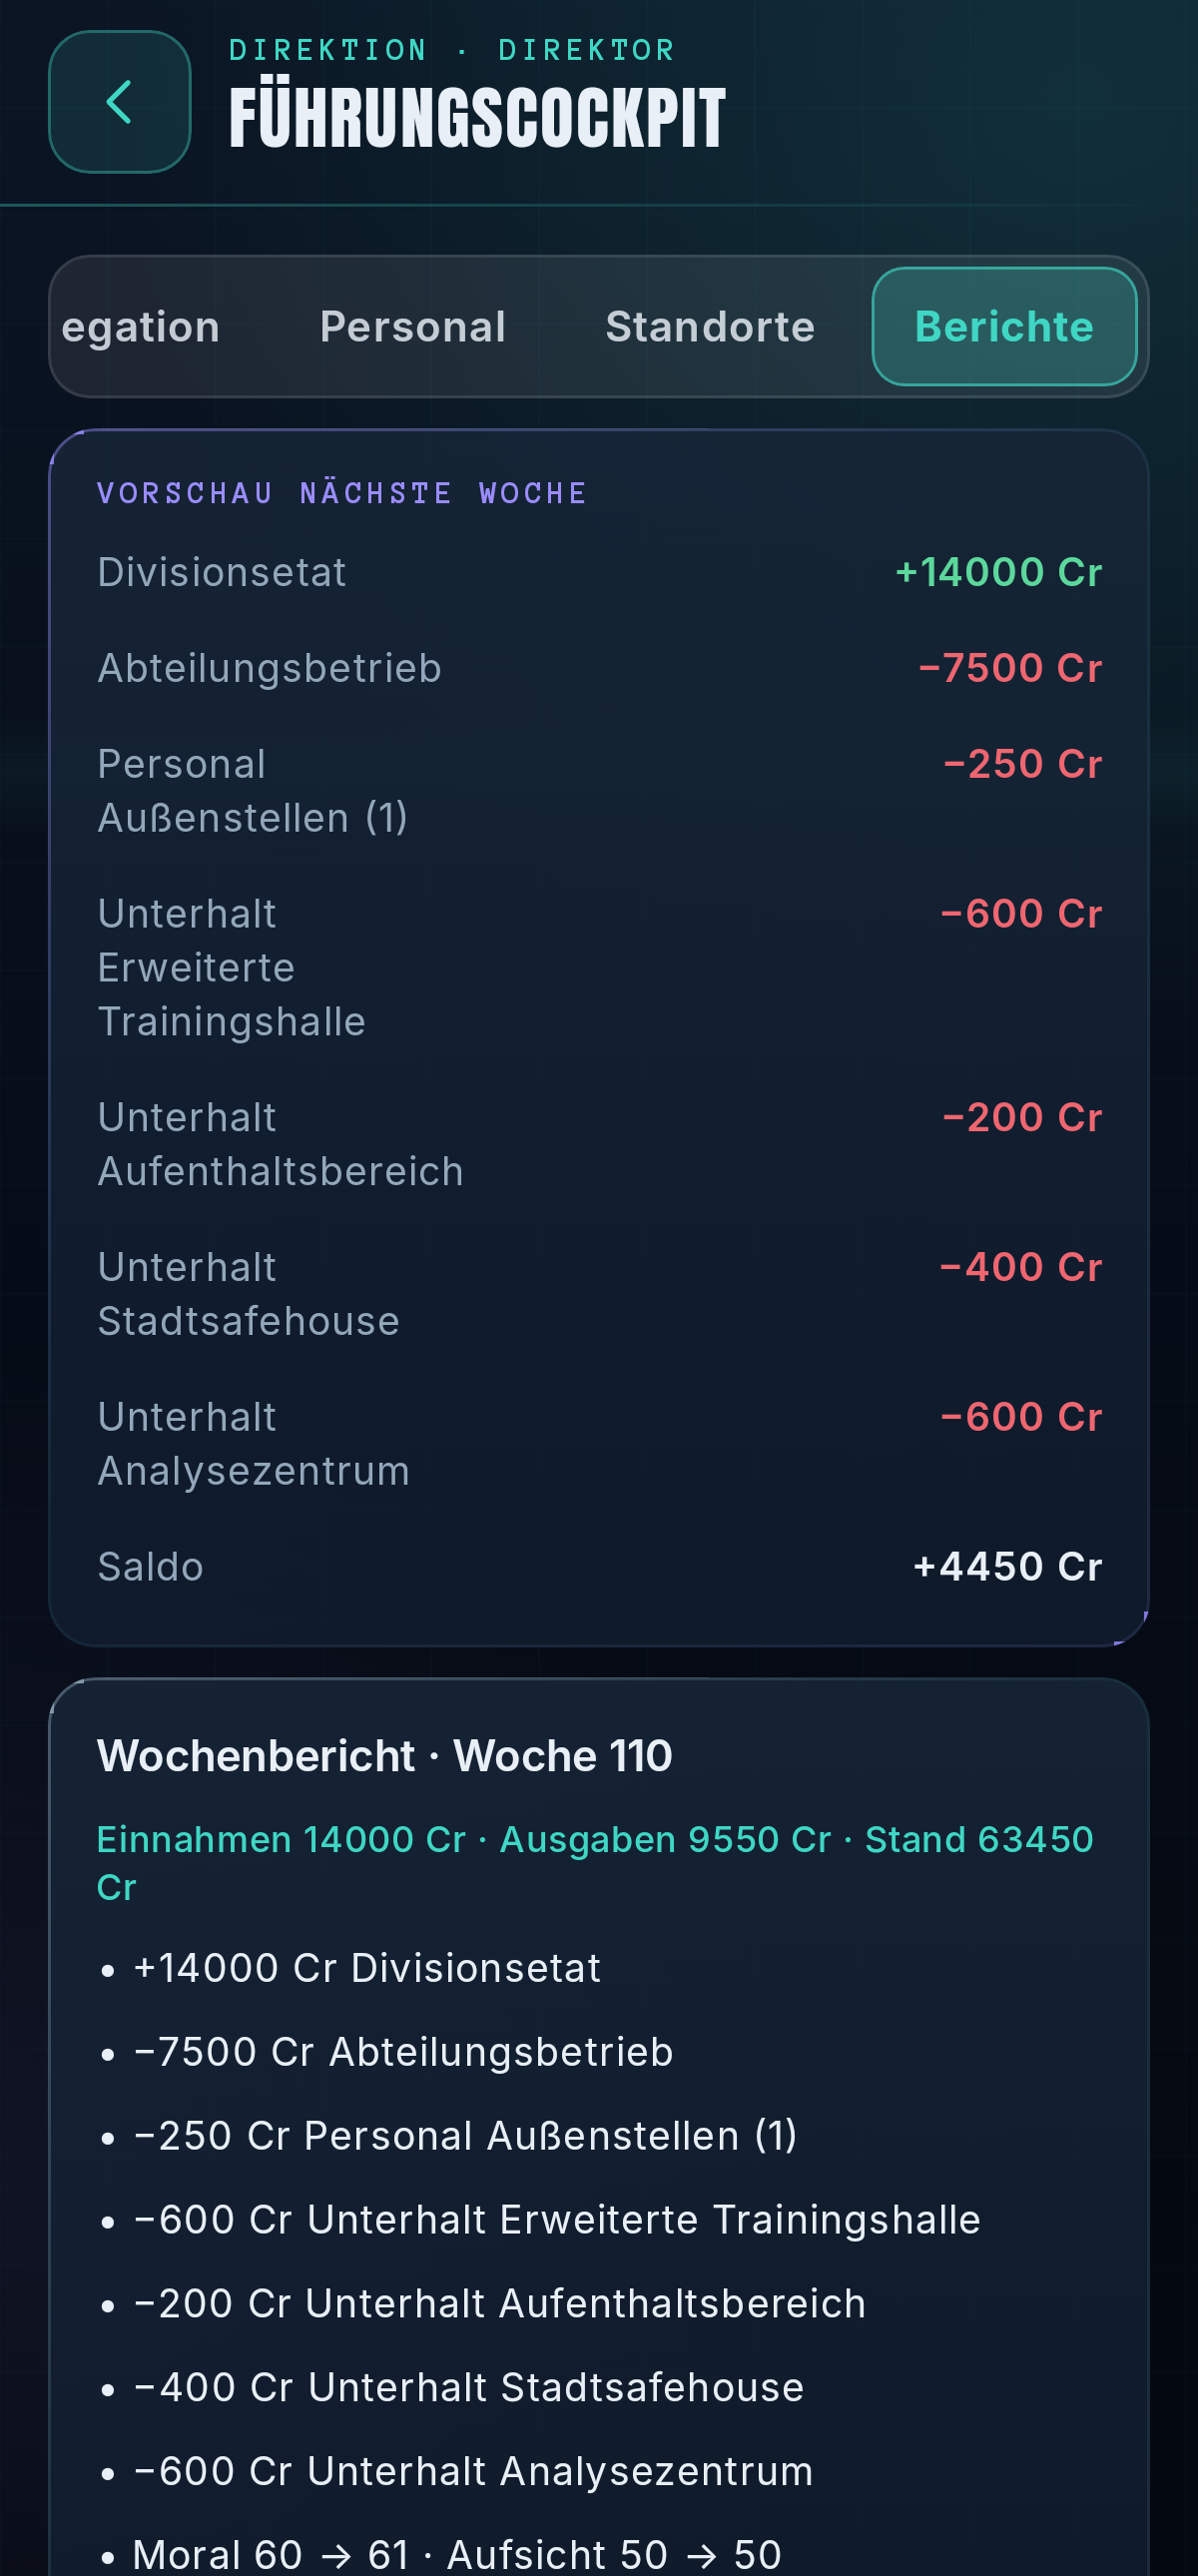 DIREKTION · DIREKTOR
FÜHRUNGSCOCKPIT
egation Personal Standorte Berichte
VORSCHAU NÄCHSTE WOCHE
Divisionsetat +14000 Cr
Abteilungsbetrieb −7500 Cr
Personal −250 Cr
Außenstellen (1)
Unterhalt −600 Cr
Erweiterte
Trainingshalle
Unterhalt −200 Cr
Aufenthaltsbereich
Unterhalt −400 Cr
Stadtsafehouse
Unterhalt −600 Cr
Analysezentrum
Saldo +4450 Cr
Wochenbericht · Woche 110
Einnahmen 14000 Cr · Ausgaben 9550 Cr · Stand 63450
Cr
• +14000 Cr Divisionsetat
• −7500 Cr Abteilungsbetrieb
• −250 Cr Personal Außenstellen (1)
• −600 Cr Unterhalt Erweiterte Trainingshalle
• −200 Cr Unterhalt Aufenthaltsbereich
• −400 Cr Unterhalt Stadtsafehouse
• −600 Cr Unterhalt Analysezentrum
• Moral 60 → 61 · Aufsicht 50 → 50